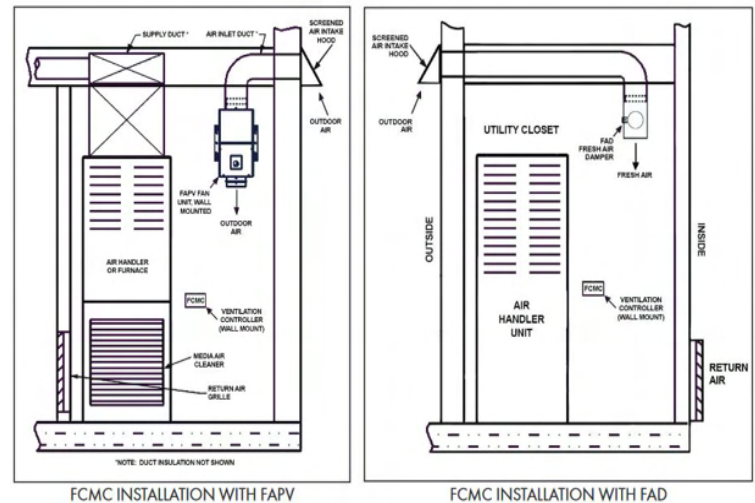 SUPPLY DUCT *
AIR INLET DUCT *
SCREENED
AIR INTAKE
HOOD
OUTDOOR
AIR
FAPV FAN
UNIT, WALL
MOUNTED
OUTDOOR
AIR
AIR HANDLER
OR FURNACE
FCMC
VENTILATION
CONTROLLER
(WALL MOUNT)
MEDIA AIR
CLEANER
RETURN AIR
GRILLE
*NOTE: DUCT INSULATION NOT SHOWN
FCMC INSTALLATION WITH FAPV
SCREENED
AIR INTAKE
HOOD
OUTDOOR
AIR
UTILITY CLOSET
FAD
FRESH AIR
DAMPER
FRESH AIR
OUTSIDE
INSIDE
AIR
HANDLER
UNIT
FCMC
VENTILATION
CONTROLLER
(WALL MOUNT)
RETURN
AIR
FCMC INSTALLATION WITH FAD